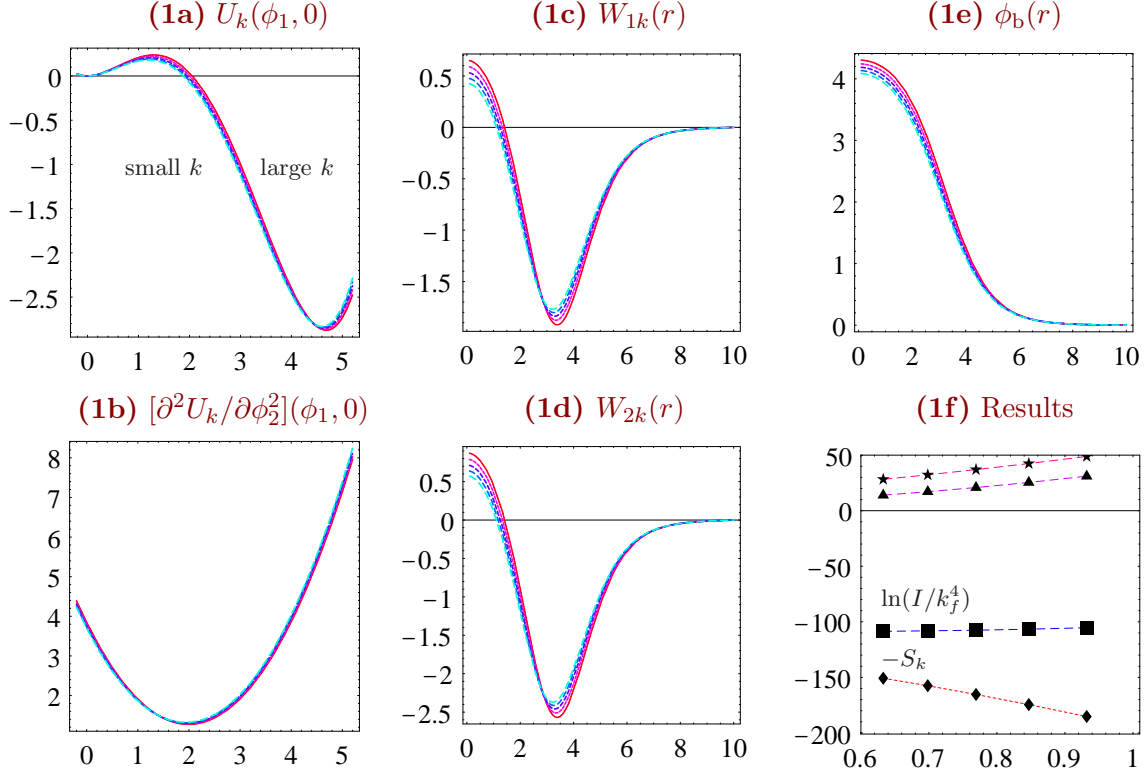 (1a) U_k(ϕ_1, 0)
0
−0.5
−1
−1.5
−2
−2.5
small k
large k
0 1 2 3 4 5
(1c) W_{1k}(r)
0.5
0
−0.5
−1
−1.5
0 2 4 6 8 10
(1e) ϕ_b(r)
4
3
2
1
0
0 2 4 6 8 10
(1b) [∂²U_k/∂ϕ_2²](ϕ_1, 0)
8
7
6
5
4
3
2
0 1 2 3 4 5
(1d) W_{2k}(r)
0.5
0
−0.5
−1
−1.5
−2
−2.5
0 2 4 6 8 10
(1f) Results
50
0
−50
−100
−150
−200
ln(I/k_f^4)
−S_k
0.6 0.7 0.8 0.9 1